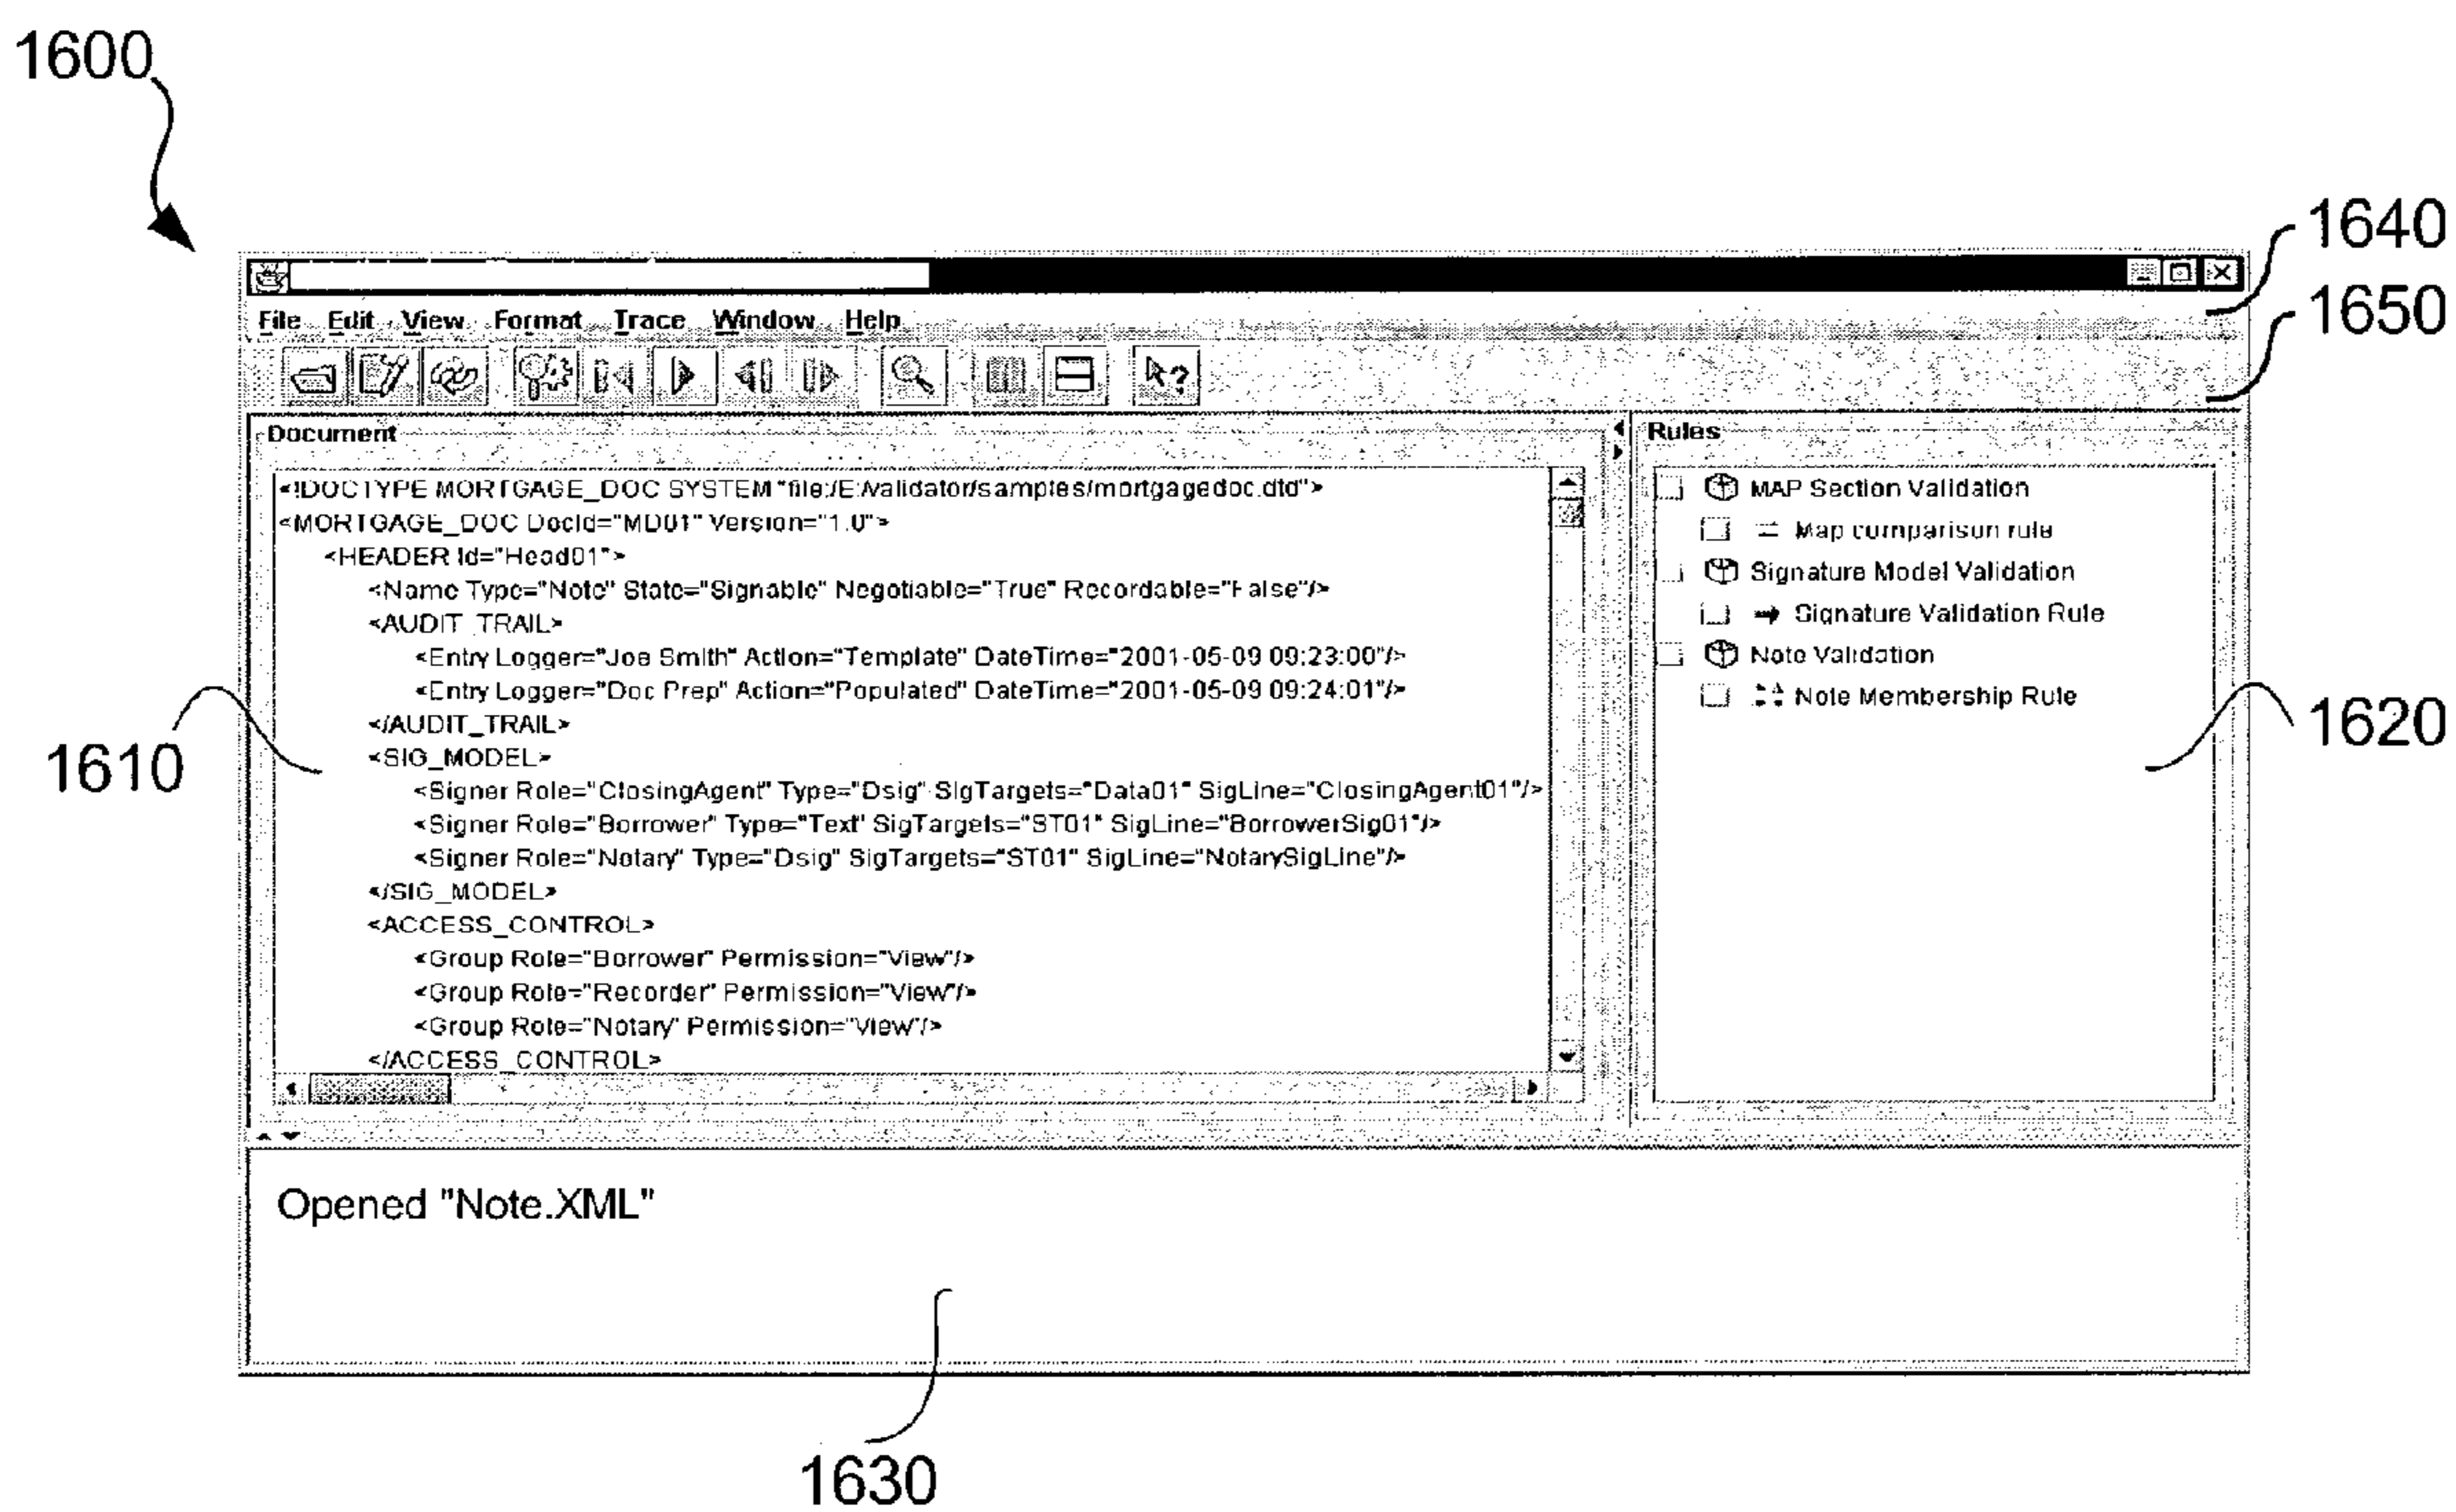 1600
1640
1650
File Edit View Format Trace Window Help
Document
Rules
<!DOCTYPE MORTGAGE_DOC SYSTEM "file:/E:/validator/samples/mortgagedoc.dtd">
<MORTGAGE_DOC DocId="MD01" Version="1.0">
<HEADER Id="Head01">
<Name Type="Note" State="Signable" Negotiable="True" Recordable="False"/>
<AUDIT_TRAIL>
<Entry Logger="Joe Smith" Action="Template" DateTime="2001-05-09 09:23:00"/>
<Entry Logger="Doc Prep" Action="Populated" DateTime="2001-05-09 09:24:01"/>
</AUDIT_TRAIL>
<SIG_MODEL>
<Signer Role="ClosingAgent" Type="Dsig" SigTargets="Data01" SigLine="ClosingAgent01"/>
<Signer Role="Borrower" Type="Text" SigTargets="ST01" SigLine="BorrowerSig01"/>
<Signer Role="Notary" Type="Dsig" SigTargets="ST01" SigLine="NotarySigLine"/>
</SIG_MODEL>
<ACCESS_CONTROL>
<Group Role="Borrower" Permission="View"/>
<Group Role="Recorder" Permission="View"/>
<Group Role="Notary" Permission="View"/>
</ACCESS_CONTROL>
MAP Section Validation
Map comparison rule
Signature Model Validation
Signature Validation Rule
Note Validation
Note Membership Rule
1610
1620
Opened "Note.XML"
1630